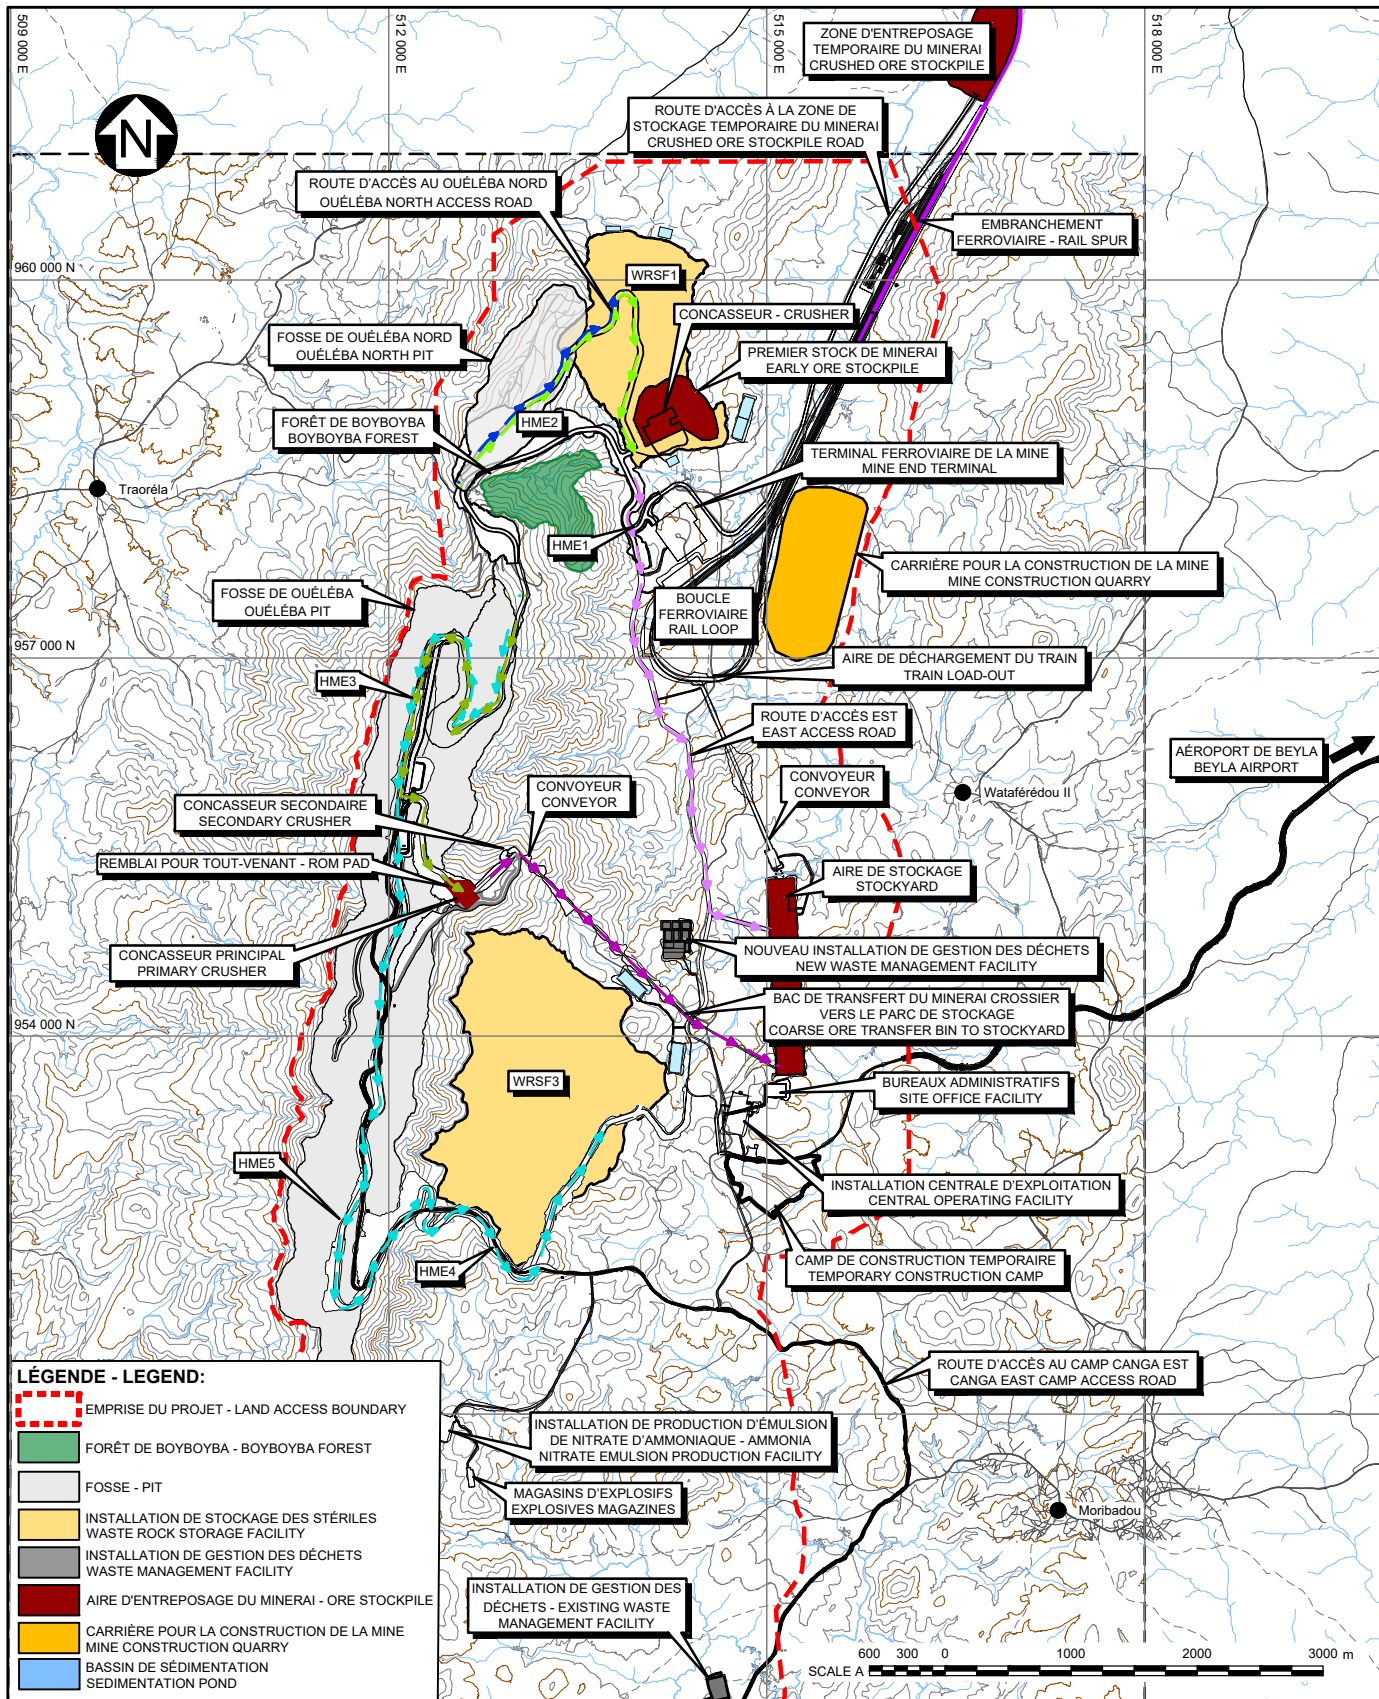 509 000 E
512 000 E
515 000 E
518 000 E
ZONE D'ENTREPOSAGE
TEMPORAIRE DU MINERAI
CRUSHED ORE STOCKPILE
N
ROUTE D'ACCÈS À LA ZONE DE
STOCKAGE TEMPORAIRE DU MINERAI
CRUSHED ORE STOCKPILE ROAD
ROUTE D'ACCÈS AU OUÉLÉBA NORD
OUÉLÉBA NORTH ACCESS ROAD
EMBRANCHEMENT
FERROVIAIRE - RAIL SPUR
960 000 N
WRSF1
CONCASSEUR - CRUSHER
FOSSE DE OUÉLÉBA NORD
OUÉLÉBA NORTH PIT
PREMIER STOCK DE MINERAI
EARLY ORE STOCKPILE
FORÊT DE BOYBOYBA
BOYBOYBA FOREST
HME2
TERMINAL FERROVIAIRE DE LA MINE
MINE END TERMINAL
Traoréla
HME1
CARRIÈRE POUR LA CONSTRUCTION DE LA MINE
MINE CONSTRUCTION QUARRY
FOSSE DE OUÉLÉBA
OUÉLÉBA PIT
BOUCLE
FERROVIAIRE
RAIL LOOP
957 000 N
AIRE DE DÉCHARGEMENT DU TRAIN
TRAIN LOAD-OUT
HME3
ROUTE D'ACCÈS EST
EAST ACCESS ROAD
AÉROPORT DE BEYLA
BEYLA AIRPORT
CONVOYEUR
CONVEYOR
CONVOYEUR
CONVEYOR
Wataférédou II
CONCASSEUR SECONDAIRE
SECONDARY CRUSHER
REMBLAI POUR TOUT-VENANT - ROM PAD
AIRE DE STOCKAGE
STOCKYARD
CONCASSEUR PRINCIPAL
PRIMARY CRUSHER
NOUVEAU INSTALLATION DE GESTION DES DÉCHETS
NEW WASTE MANAGEMENT FACILITY
BAC DE TRANSFERT DU MINERAI CROSSIER
VERS LE PARC DE STOCKAGE
COARSE ORE TRANSFER BIN TO STOCKYARD
954 000 N
WRSF3
BUREAUX ADMINISTRATIFS
SITE OFFICE FACILITY
HME5
INSTALLATION CENTRALE D'EXPLOITATION
CENTRAL OPERATING FACILITY
HME4
CAMP DE CONSTRUCTION TEMPORAIRE
TEMPORARY CONSTRUCTION CAMP
ROUTE D'ACCÈS AU CAMP CANGA EST
CANGA EAST CAMP ACCESS ROAD
INSTALLATION DE PRODUCTION D'ÉMULSION
DE NITRATE D'AMMONIAQUE - AMMONIA
NITRATE EMULSION PRODUCTION FACILITY
MAGASINS D'EXPLOSIFS
EXPLOSIVES MAGAZINES
Moribadou
INSTALLATION DE GESTION DES
DÉCHETS - EXISTING WASTE
MANAGEMENT FACILITY
LÉGENDE - LEGEND:
EMPRISE DU PROJET - LAND ACCESS BOUNDARY
FORÊT DE BOYBOYBA - BOYBOYBA FOREST
FOSSE - PIT
INSTALLATION DE STOCKAGE DES STÉRILES
WASTE ROCK STORAGE FACILITY
INSTALLATION DE GESTION DES DÉCHETS
WASTE MANAGEMENT FACILITY
AIRE D'ENTREPOSAGE DU MINERAI - ORE STOCKPILE
CARRIÈRE POUR LA CONSTRUCTION DE LA MINE
MINE CONSTRUCTION QUARRY
BASSIN DE SÉDIMENTATION
SEDIMENTATION POND
SCALE A 600 300 0 1000 2000 3000 m